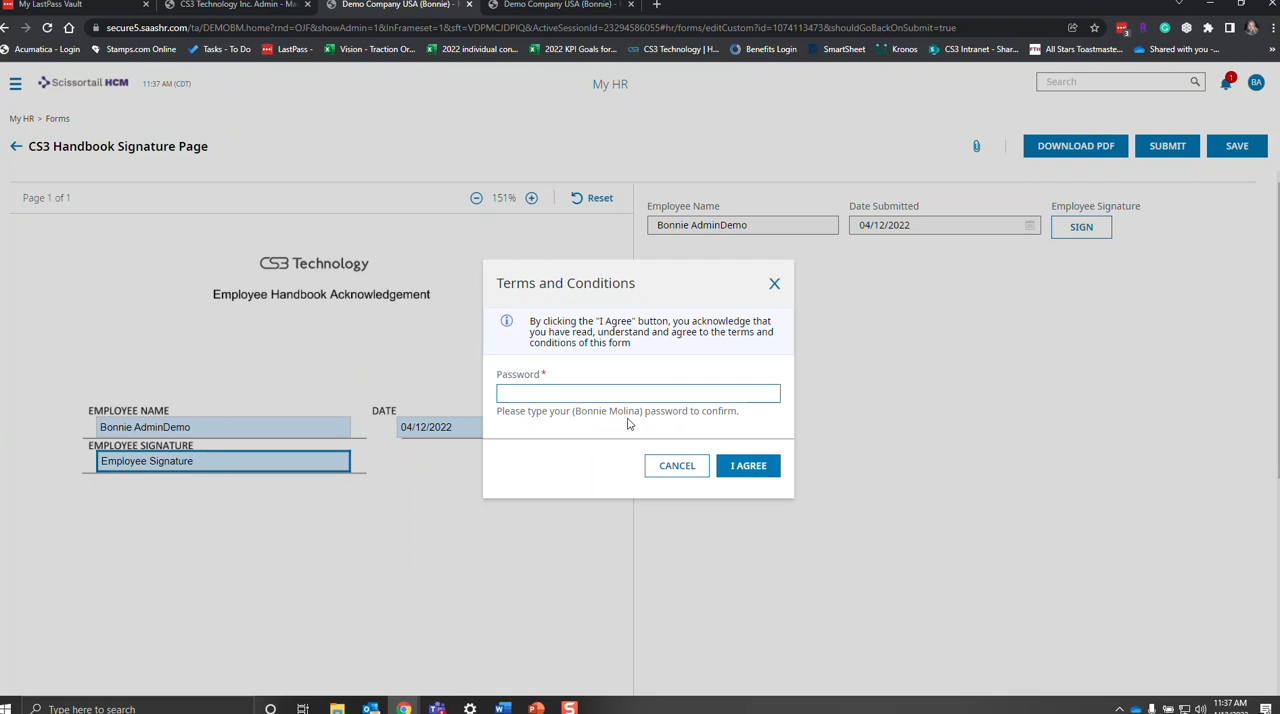 My LastPass Vault
CS3 Technology Inc. Admin - Ma
Demo Company USA (Bonnie) -
Demo Company USA (Bonnie) -
secure5.saashr.com/ta/DEMOBM.home?rnd=OJF&showAdmin=1&InFrameset=1&sft=VDPMCJDPIQ&ActiveSessionId=23294586055#hr/forms/editCustom?id=1074113473&shouldGoBackOnSubmit=true
3
Acumatica - Login
Stamps.com Online
Tasks - To Do
LastPass -
Vision - Traction Or...
2022 individual con...
2022 KPI Goals for...
CS3 Technology | H...
Benefits Login
SmartSheet
Kronos
CS3 Intranet - Shar...
FTH
All Stars Toastmaste...
Shared with you -...
»
Scissortail HCM
11:37 AM (CDT)
My HR
Search
1
BA
My HR > Forms
CS3 Handbook Signature Page
DOWNLOAD PDF
SUBMIT
SAVE
Page 1 of 1
151%
Reset
Employee Name
Date Submitted
Employee Signature
Bonnie AdminDemo
04/12/2022
SIGN
CS3 Technology
Employee Handbook Acknowledgement
EMPLOYEE NAME
DATE
Bonnie AdminDemo
04/12/2022
EMPLOYEE SIGNATURE
Employee Signature
Terms and Conditions
By clicking the "I Agree" button, you acknowledge that
you have read, understand and agree to the terms and
conditions of this form
Password *
Please type your (Bonnie Molina) password to confirm.
CANCEL
I AGREE
Type here to search
11:37 AM